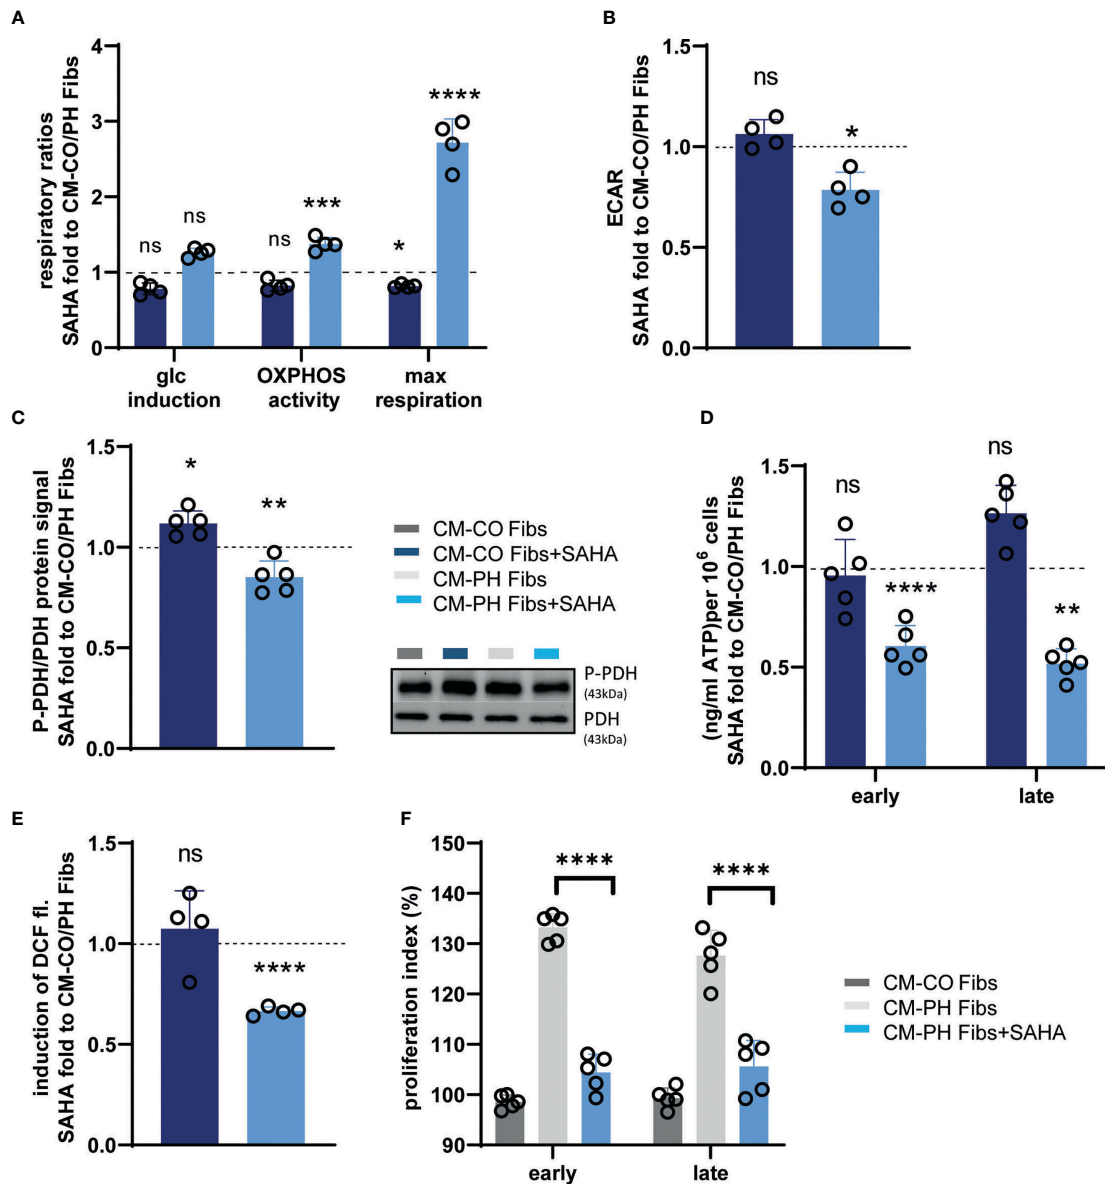 A
respiratory ratios
SAHA fold to CM-CO/PH Fibs
4
3
2
1
0
ns
ns
ns
***
*
****
glc
induction
OXPHOS
activity
max
respiration
B
ECAR
SAHA fold to CM-CO/PH Fibs
1.5
1.0
0.5
0.0
ns
*
C
P-PDH/PDH protein signal
SAHA fold to CM-CO/PH Fibs
1.5
1.0
0.5
0.0
*
**
CM-CO Fibs
CM-CO Fibs+SAHA
CM-PH Fibs
CM-PH Fibs+SAHA
P-PDH
(43kDa)
PDH
(43kDa)
D
(ng/ml ATP)per 10⁶ cells
SAHA fold to CM-CO/PH Fibs
1.5
1.0
0.5
0.0
ns
****
ns
**
early
late
E
induction of DCF fl.
SAHA fold to CM-CO/PH Fibs
1.5
1.0
0.5
0.0
ns
****
F
proliferation index (%)
150
140
130
120
110
100
90
****
****
early
late
CM-CO Fibs
CM-PH Fibs
CM-PH Fibs+SAHA